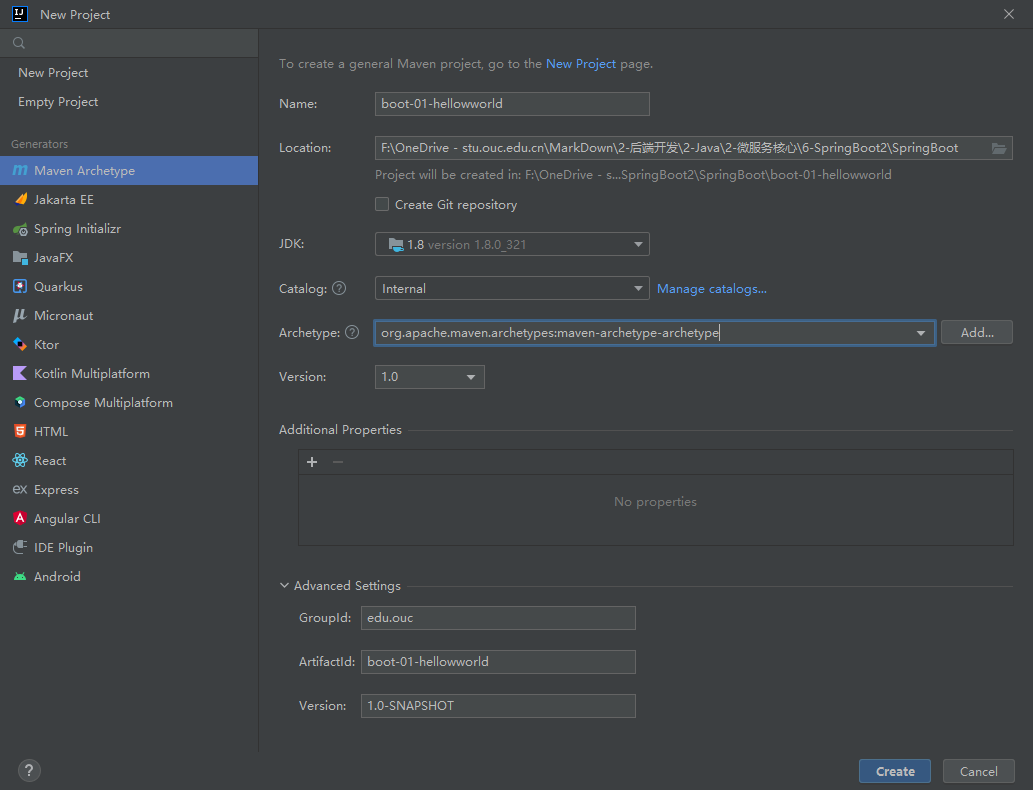 New Project
New Project
Empty Project
Generators
Maven Archetype
Jakarta EE
Spring Initializr
JavaFX
Quarkus
Micronaut
Ktor
Kotlin Multiplatform
Compose Multiplatform
HTML
React
Express
Angular CLI
IDE Plugin
Android
To create a general Maven project, go to the New Project page.
Name: boot-01-hellowworld
Location: F:\OneDrive - stu.ouc.edu.cn\MarkDown\2-后端开发\2-Java\2-微服务核心\6-SpringBoot2\SpringBoot
Project will be created in: F:\OneDrive - s...SpringBoot2\SpringBoot\boot-01-hellowworld
Create Git repository
JDK: 1.8 version 1.8.0_321
Catalog: ? Internal Manage catalogs...
Archetype: ? org.apache.maven.archetypes:maven-archetype-archetype Add...
Version: 1.0
Additional Properties
No properties
Advanced Settings
GroupId: edu.ouc
ArtifactId: boot-01-hellowworld
Version: 1.0-SNAPSHOT
? Create Cancel